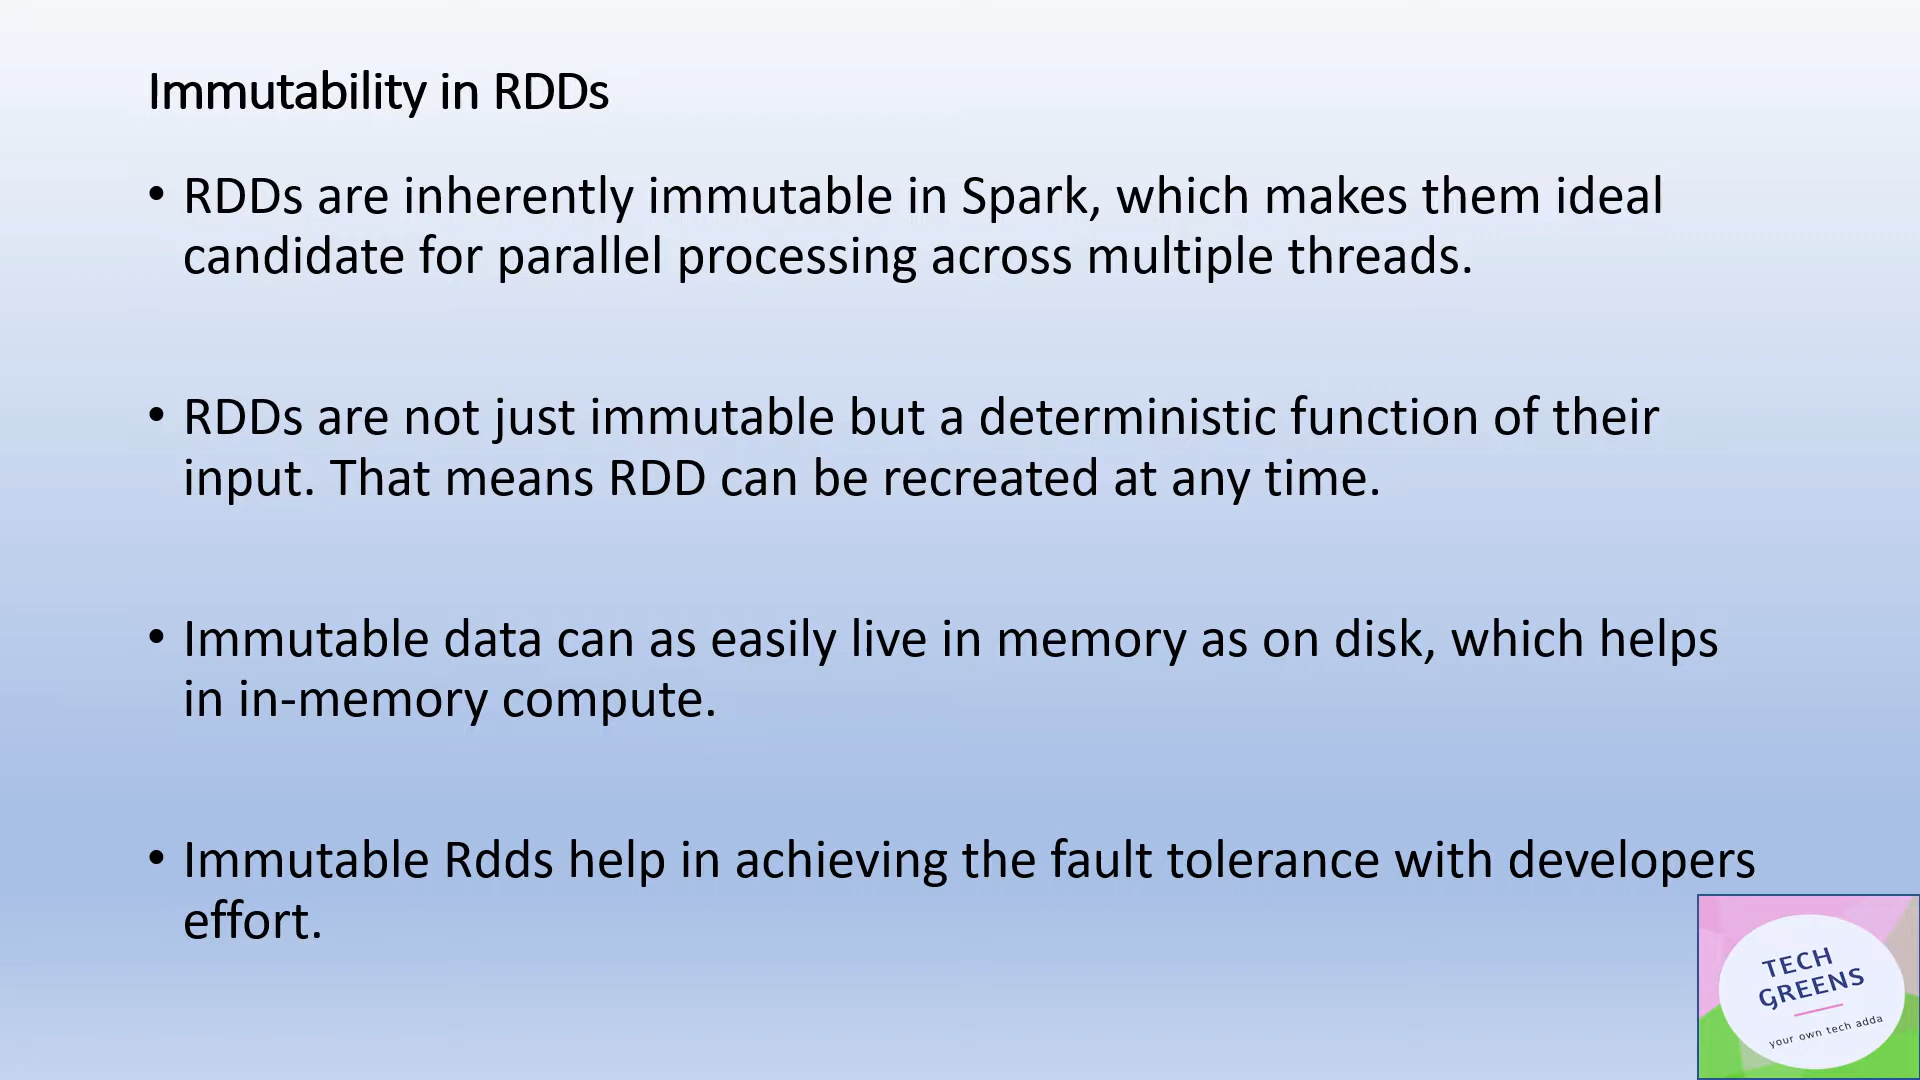 Immutability in RDDs
• RDDs are inherently immutable in Spark, which makes them ideal
candidate for parallel processing across multiple threads.
• RDDs are not just immutable but a deterministic function of their
input. That means RDD can be recreated at any time.
• Immutable data can as easily live in memory as on disk, which helps
in in-memory compute.
• Immutable Rdds help in achieving the fault tolerance with developers
effort.
TECH
GREENS
your own tech adda